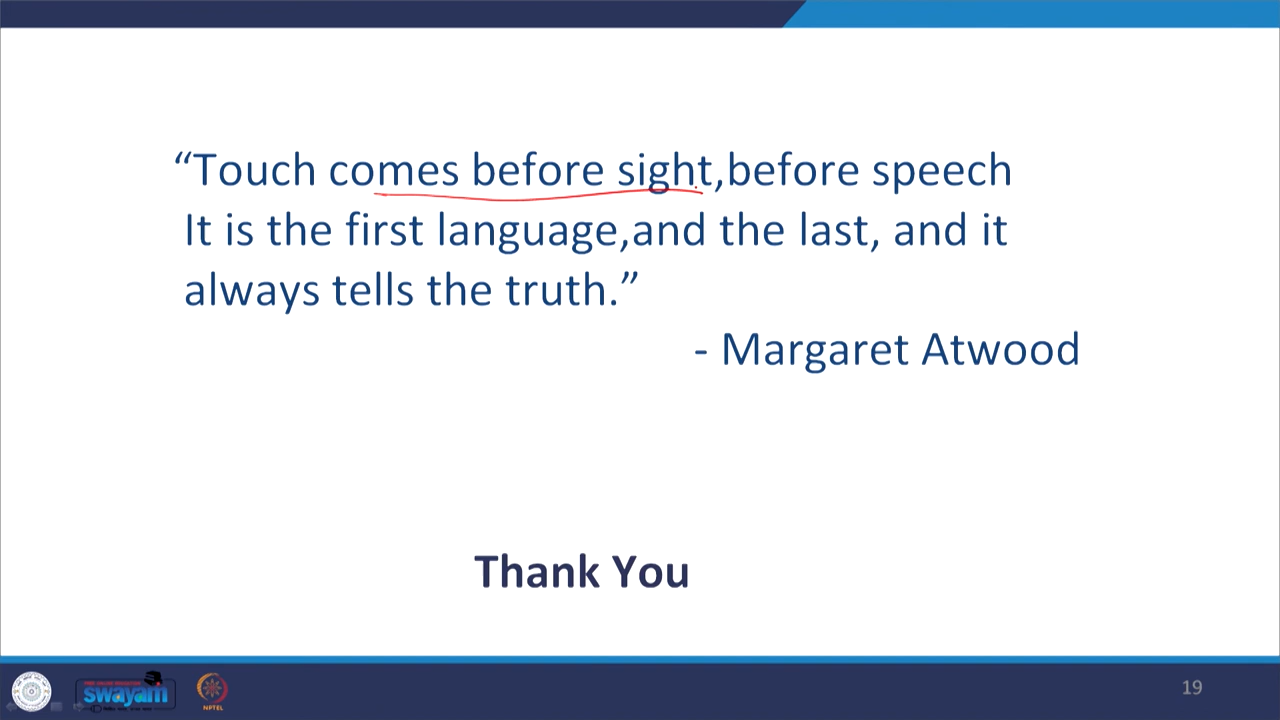 “Touch comes before sight,before speech
It is the first language,and the last, and it
always tells the truth.”
- Margaret Atwood
Thank You
swayam
NPTEL
19